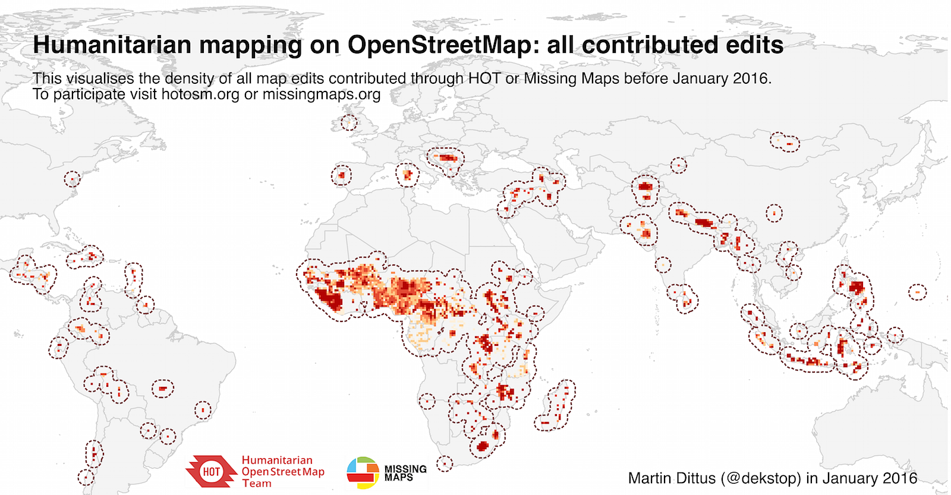 Humanitarian mapping on OpenStreetMap: all contributed edits
This visualises the density of all map edits contributed through HOT or Missing Maps before January 2016.
To participate visit hotosm.org or missingmaps.org
HOT
Humanitarian
OpenStreetMap
Team
MISSING
MAPS
Martin Dittus (@dekstop) in January 2016